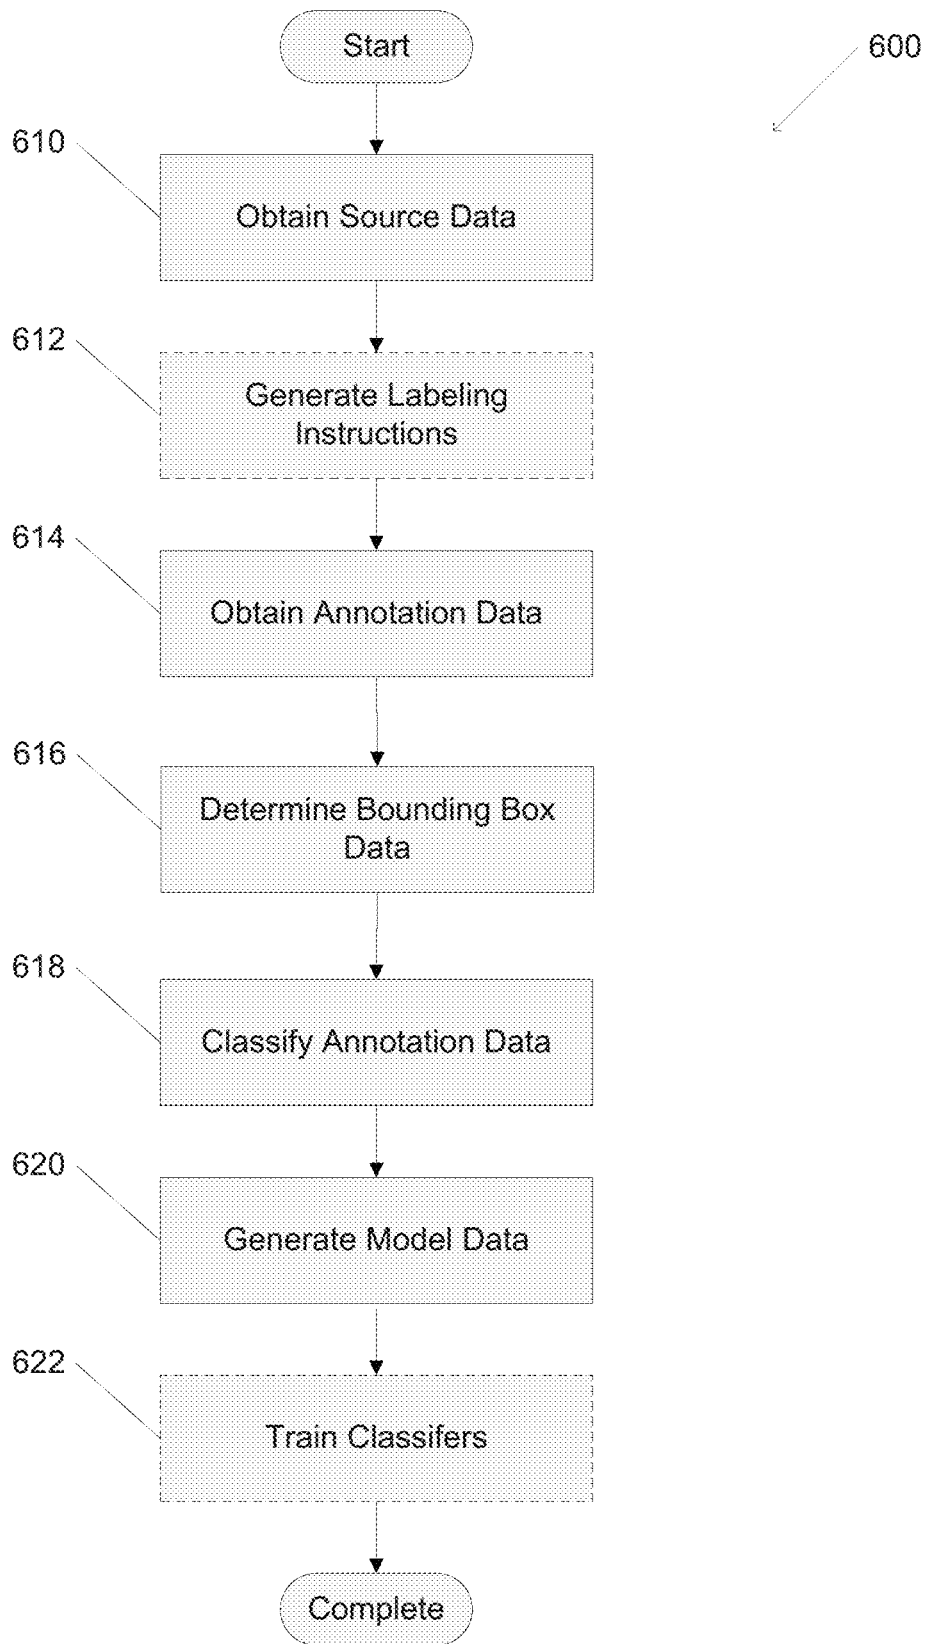 Start
600
610
Obtain Source Data
612
Generate Labeling
Instructions
614
Obtain Annotation Data
616
Determine Bounding Box
Data
618
Classify Annotation Data
620
Generate Model Data
622
Train Classifers
Complete